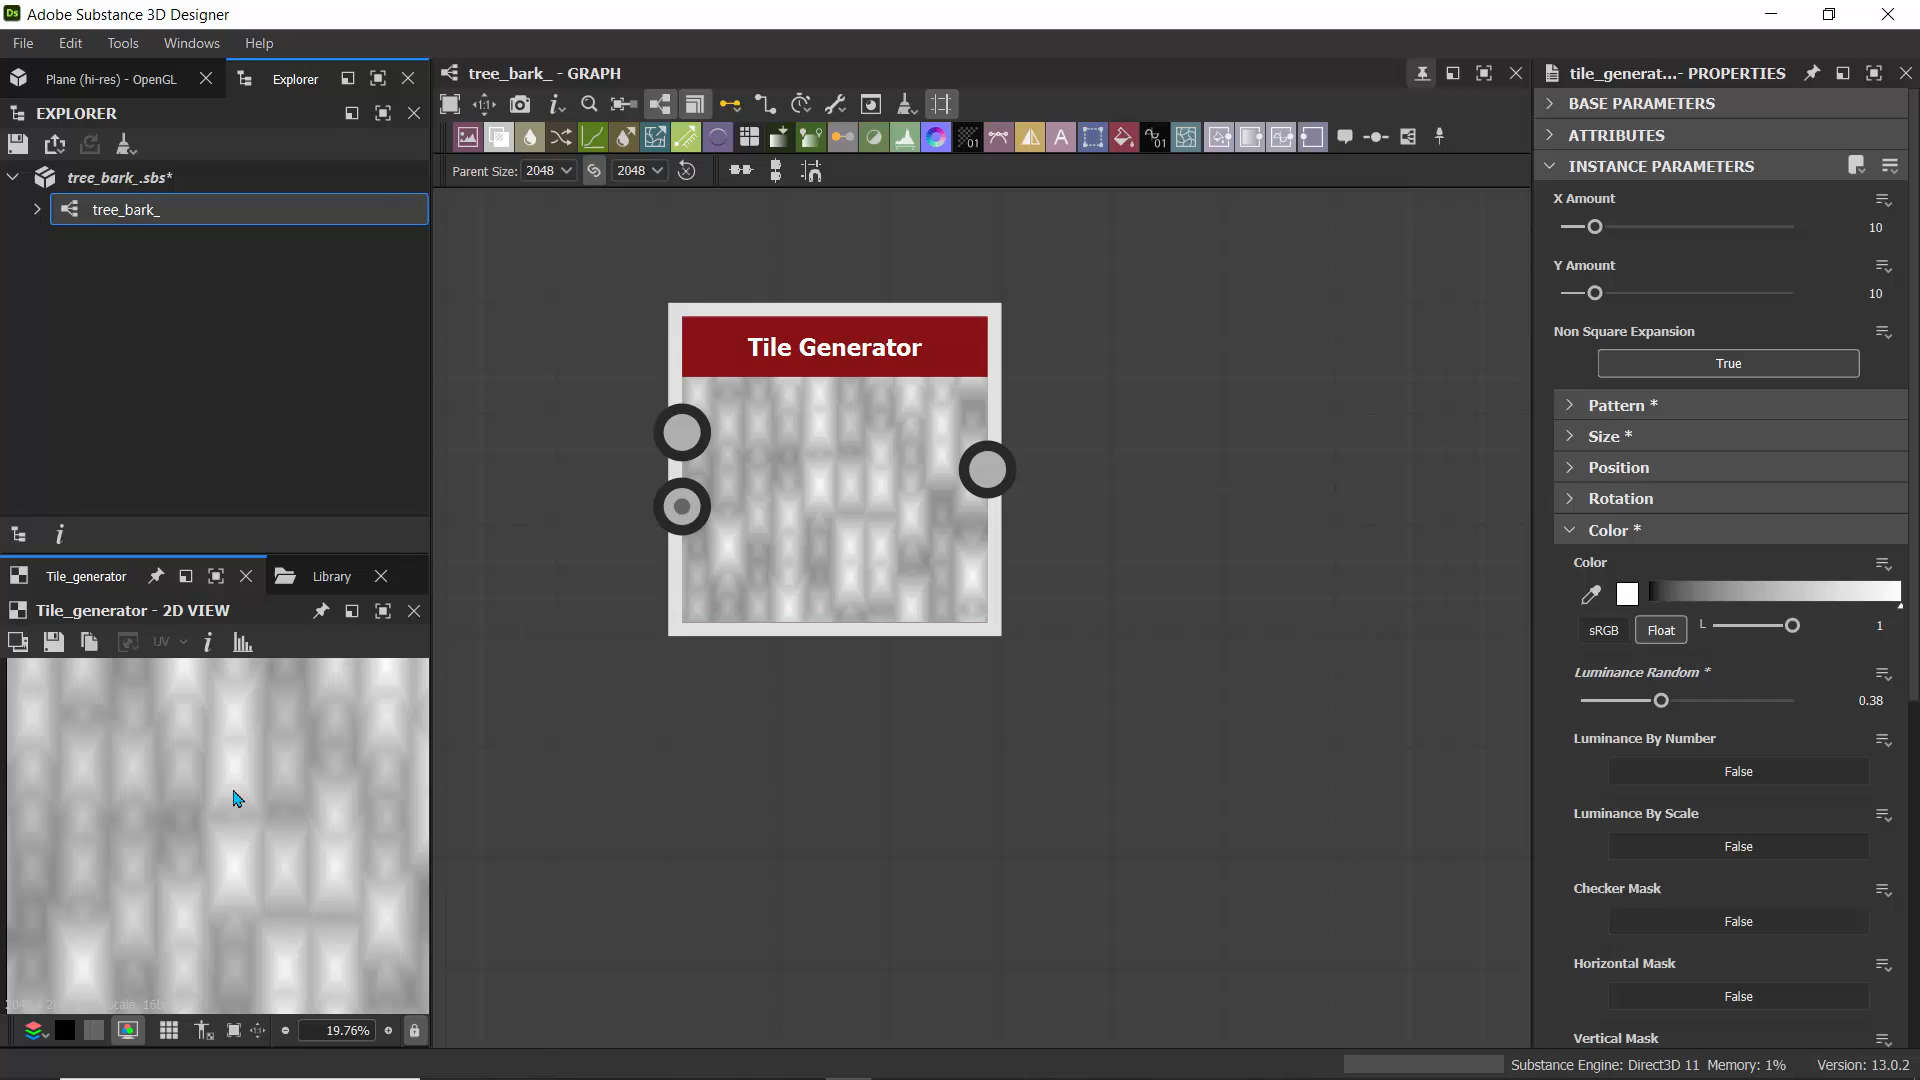 Adobe Substance 3D Designer
File Edit Tools Windows Help
Plane (hi-res) - OpenGL
Explorer
EXPLORER
tree_bark_.sbs*
tree_bark_
Tile_generator
Library
Tile_generator - 2D VIEW
UV
19.76%
tree_bark_ - GRAPH
Parent Size: 2048 2048
Tile Generator
tile_generat...- PROPERTIES
BASE PARAMETERS
ATTRIBUTES
INSTANCE PARAMETERS
X Amount
10
Y Amount
10
Non Square Expansion
True
Pattern *
Size *
Position
Rotation
Color *
Color
sRGB Float L 1
Luminance Random *
0.38
Luminance By Number
False
Luminance By Scale
False
Checker Mask
False
Horizontal Mask
False
Vertical Mask
Substance Engine: Direct3D 11 Memory: 1% Version: 13.0.2